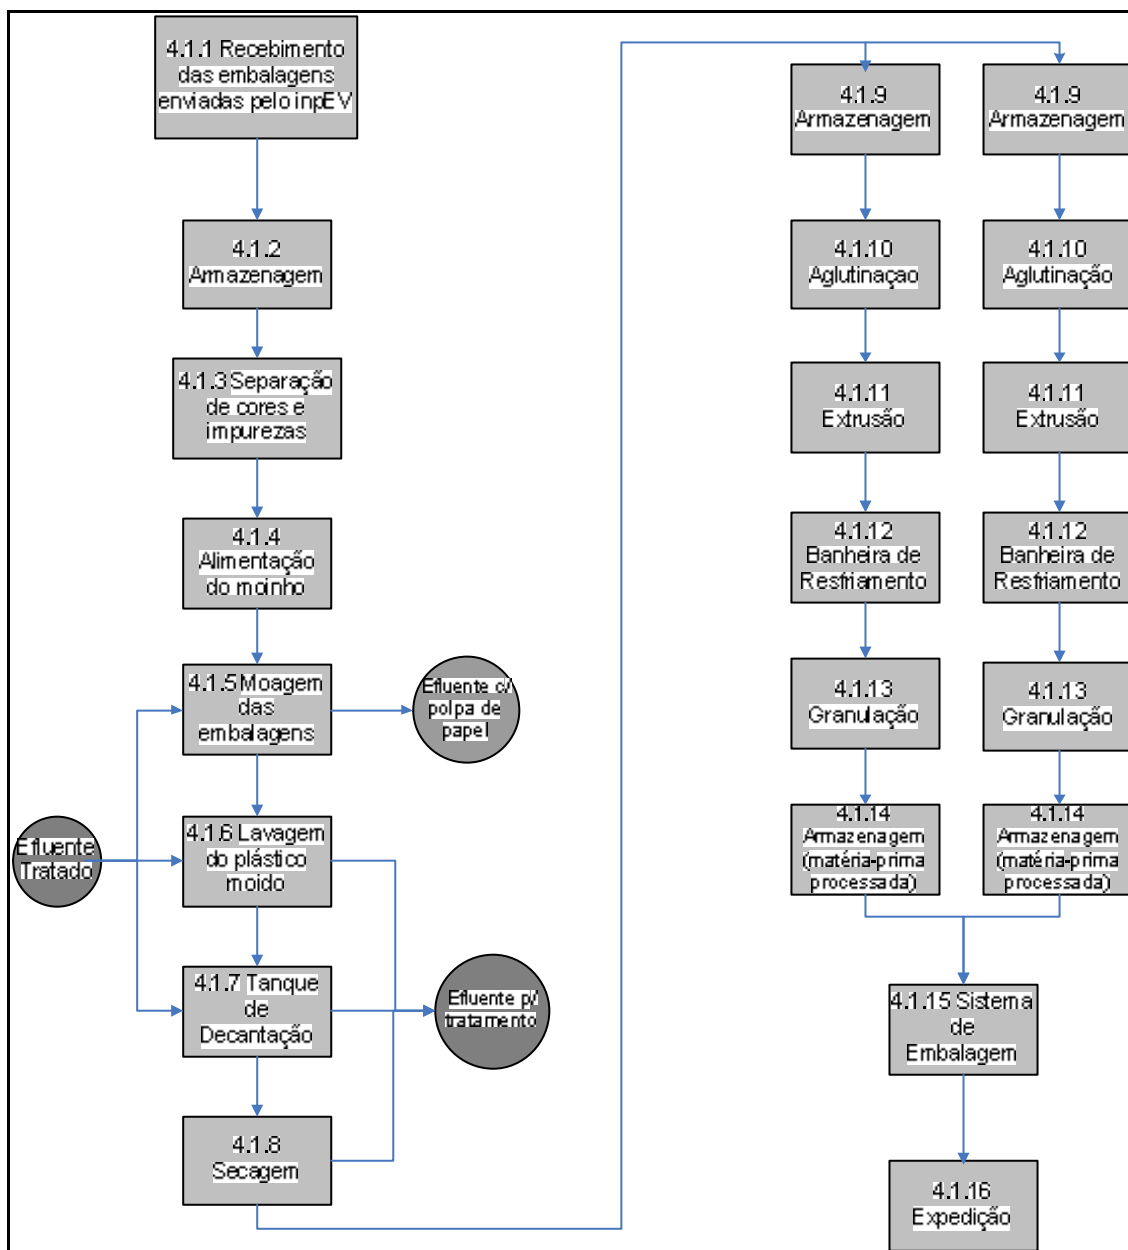 4.1.1 Recebimento
das embalagens
enviadas pelo inpEV
4.1.2
Armazenagem
4.1.3 Separação
de cores e
impurezas
4.1.4
Alimentação
do moinho
4.1.5 Moagem
das
embalagens
Efluente c/
polpa de
papel
4.1.6 Lavagem
do plástico
moido
Efluente
Tratado
4.1.7 Tanque
de
Decantação
Efluente p/
tratamento
4.1.8
Secagem
4.1.9
Armazenagem
4.1.10
Aglutinaçao
4.1.11
Extrusão
4.1.12
Banheira de
Resfriamento
4.1.13
Granulação
4.1.14
Armazenagem
(matéria-prima
processada)
4.1.9
Armazenagem
4.1.10
Aglutinação
4.1.11
Extrusão
4.1.12
Banheira de
Resfriamento
4.1.13
Granulação
4.1.14
Armazenagem
(matéria-prima
processada)
4.1.15 Sistema
de
Embalagem
4.1.16
Expedição